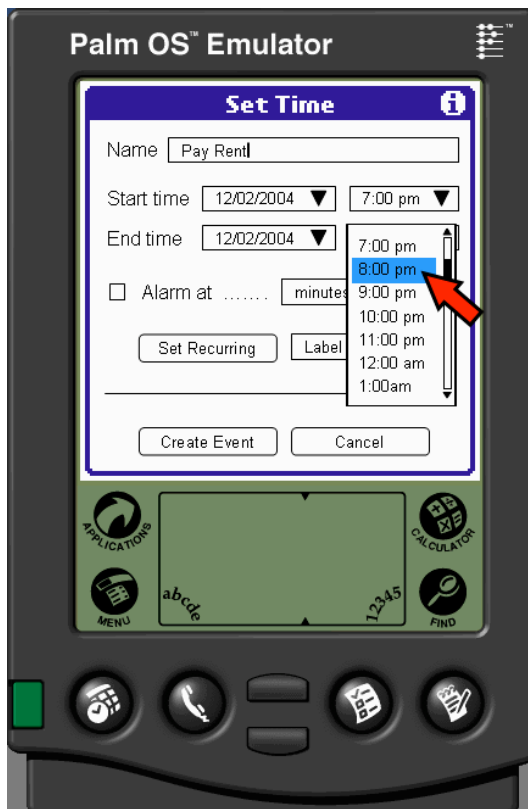 Palm OS™ Emulator
™
Set Time
Name Pay Rent
Start time 12/02/2004 7:00 pm
End time 12/02/2004
7:00 pm
8:00 pm
9:00 pm
10:00 pm
11:00 pm
12:00 am
1:00am
Alarm at ....... minutes
Set Recurring Label
Create Event Cancel
APPLICATIONS
CALCULATOR
MENU
abcde
12345
FIND